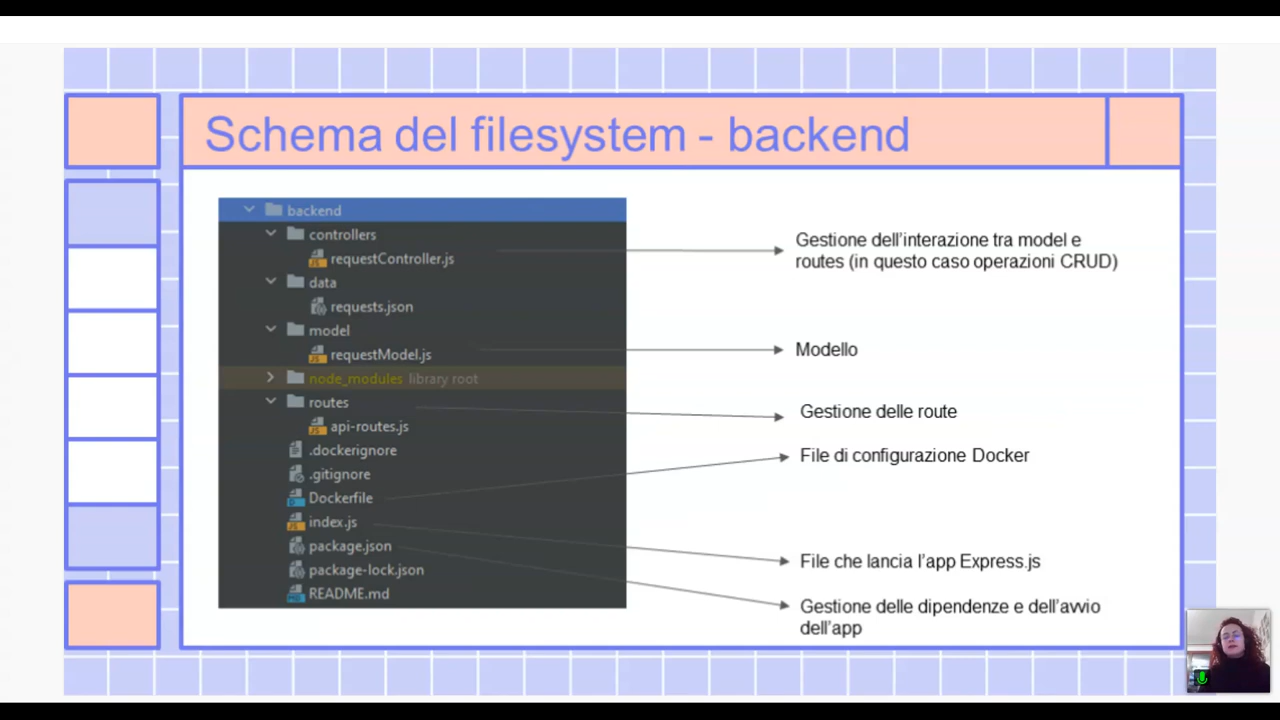 Schema del filesystem - backend
backend
controllers
requestController.js
Gestione dell'interazione tra model e
routes (in questo caso operazioni CRUD)
data
requests.json
model
requestModel.js
Modello
node_modules library root
routes
Gestione delle route
api-routes.js
.dockerignore
File di configurazione Docker
.gitignore
Dockerfile
index.js
File che lancia l'app Express.js
package.json
package-lock.json
README.md
Gestione delle dipendenze e dell'avvio
dell'app